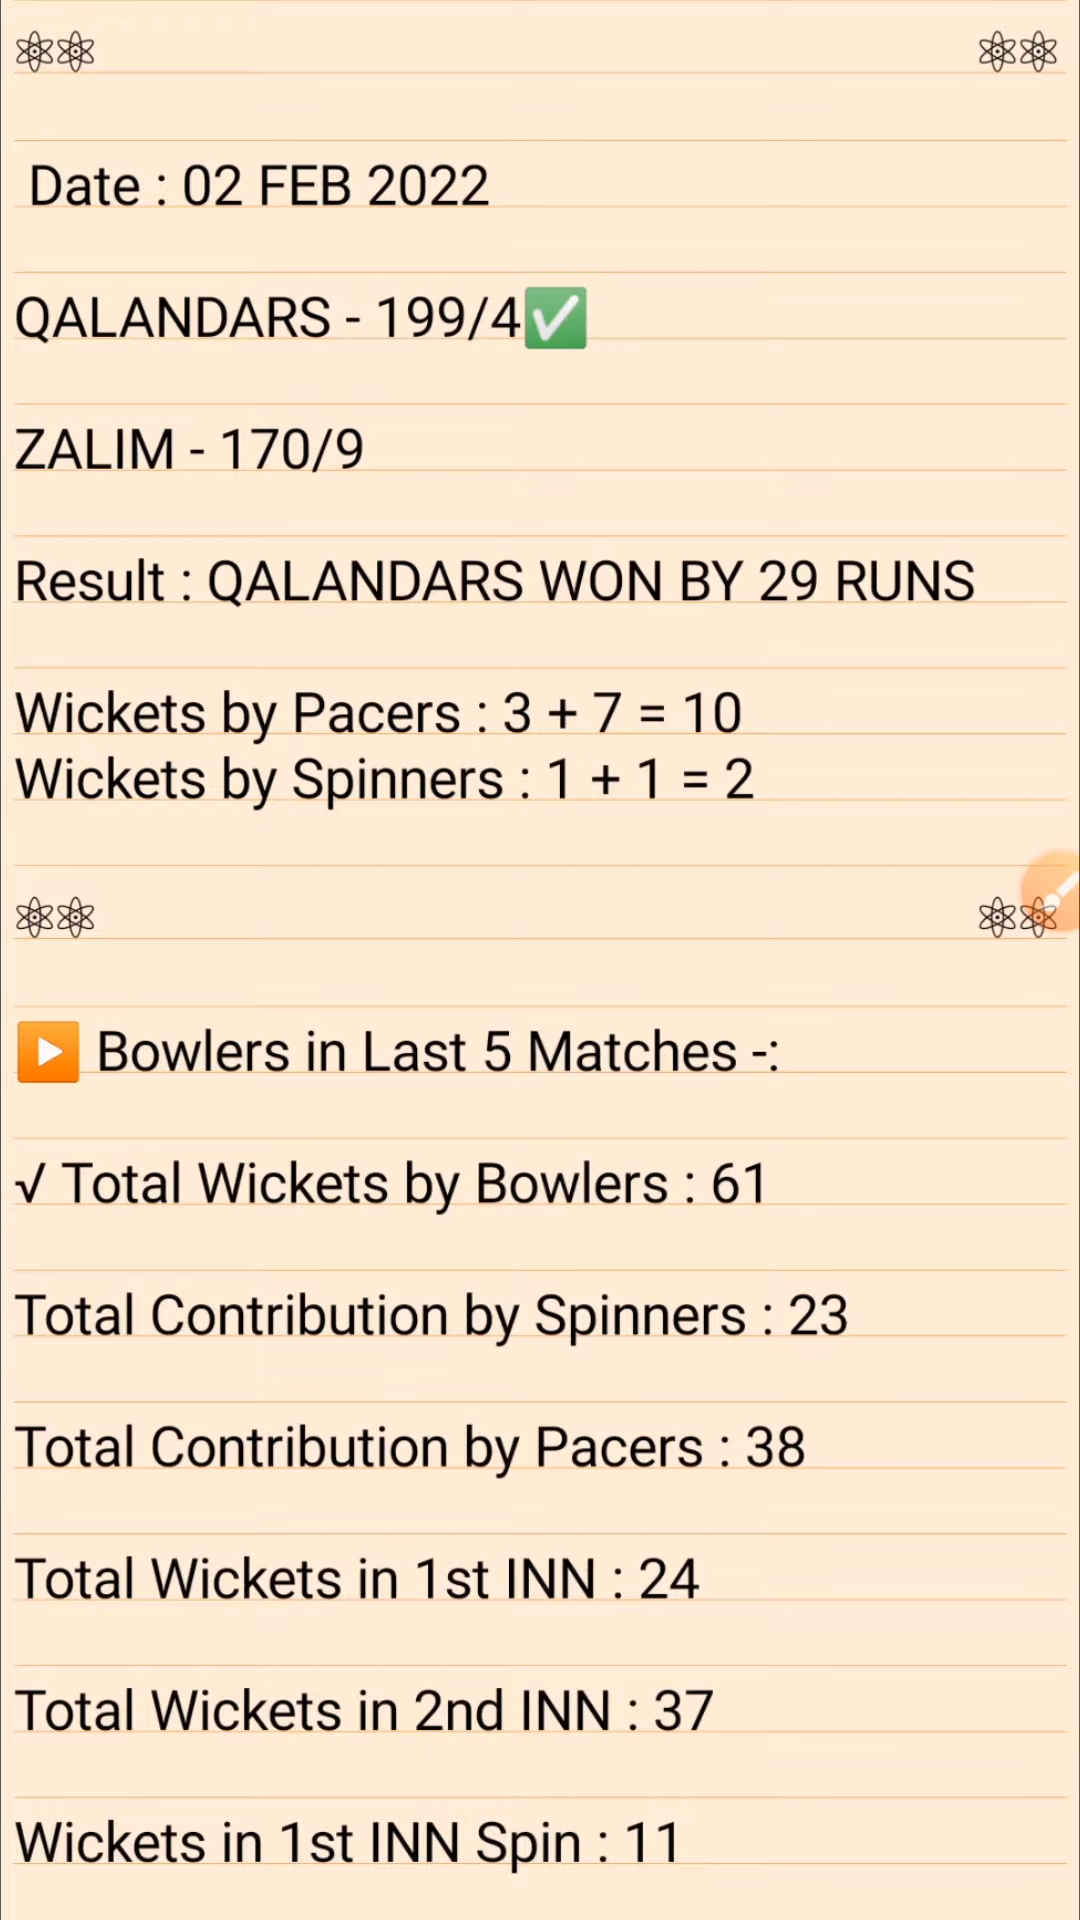 ⚛⚛ ⚛⚛
Date : 02 FEB 2022
QALANDARS - 199/4✅
ZALIM - 170/9
Result : QALANDARS WON BY 29 RUNS
Wickets by Pacers : 3 + 7 = 10
Wickets by Spinners : 1 + 1 = 2
⚛⚛ ⚛⚛
▶️ Bowlers in Last 5 Matches -:
√ Total Wickets by Bowlers : 61
Total Contribution by Spinners : 23
Total Contribution by Pacers : 38
Total Wickets in 1st INN : 24
Total Wickets in 2nd INN : 37
Wickets in 1st INN Spin : 11